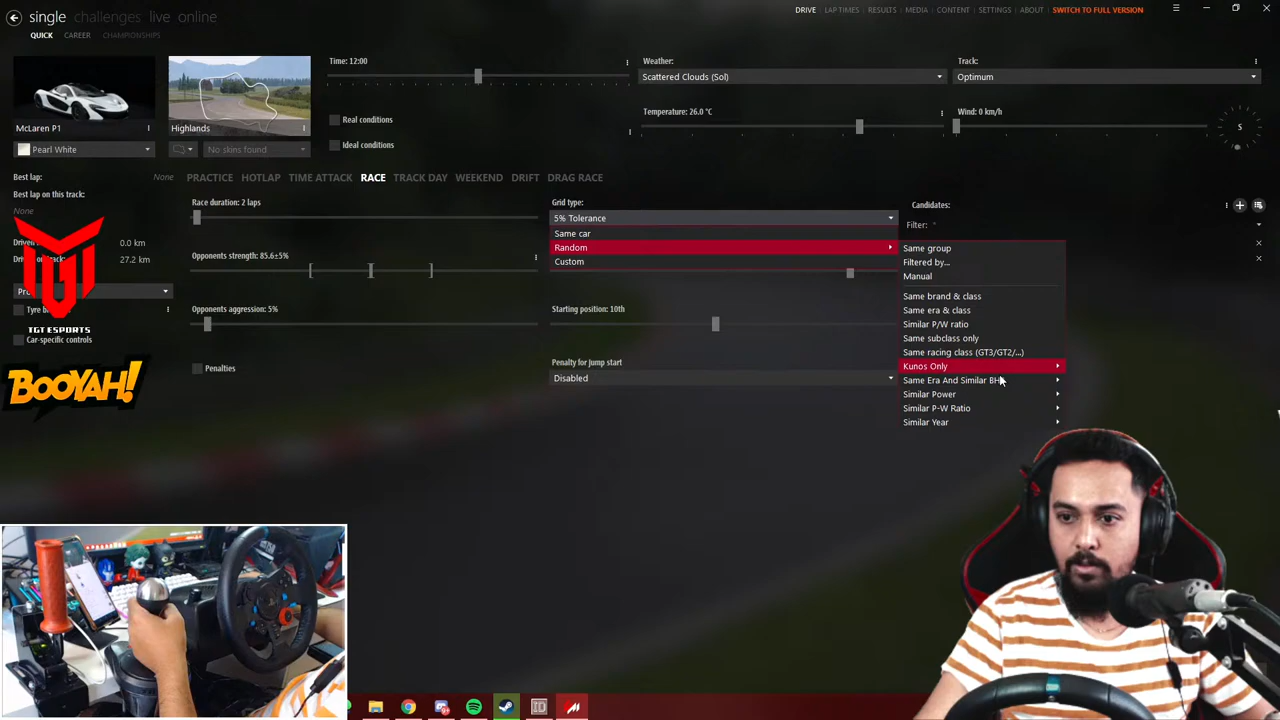 single challenges live online
DRIVE LAP TIMES RESULTS MEDIA CONTENT SETTINGS ABOUT SWITCH TO FULL VERSION
QUICK CAREER CHAMPIONSHIPS
McLaren P1
Pearl White
Highlands
No skins found
Time: 12:00
Real conditions
Ideal conditions
Weather:
Scattered Clouds (Sol)
Track:
Optimum
Temperature: 26.0 °C
Wind: 0 km/h
S
Best lap: None
Best lap on this track:
None
0.0 km
27.2 km
Car-specific controls
TGT ESPORTS
BOOYAH!
PRACTICE HOTLAP TIME ATTACK RACE TRACK DAY WEEKEND DRIFT DRAG RACE
Race duration: 2 laps
Opponents strength: 85.6±5%
Opponents aggression: 5%
Penalties
Grid type:
5% Tolerance
Same car
Random
Custom
Starting position: 10th
Penalty for jump start
Disabled
Candidates:
Filter: *
Same group
Filtered by...
Manual
Same brand & class
Same era & class
Similar P/W ratio
Same subclass only
Same racing class (GT3/GT2/...)
Kunos Only
Same Era And Similar BH
Similar Power
Similar P-W Ratio
Similar Year